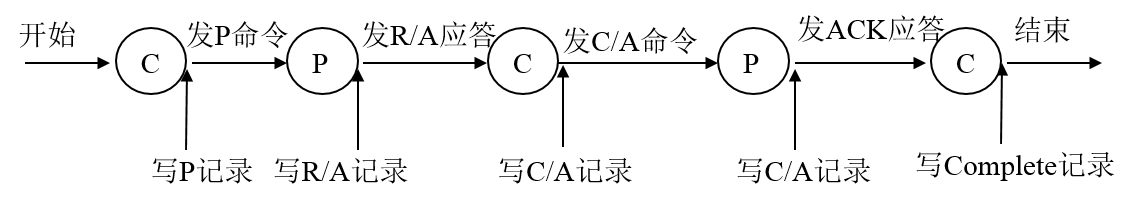 开始
发P命令
发R/A应答
发C/A命令
发ACK应答
结束
C
P
C
P
C
写P记录
写R/A记录
写C/A记录
写C/A记录
写Complete记录